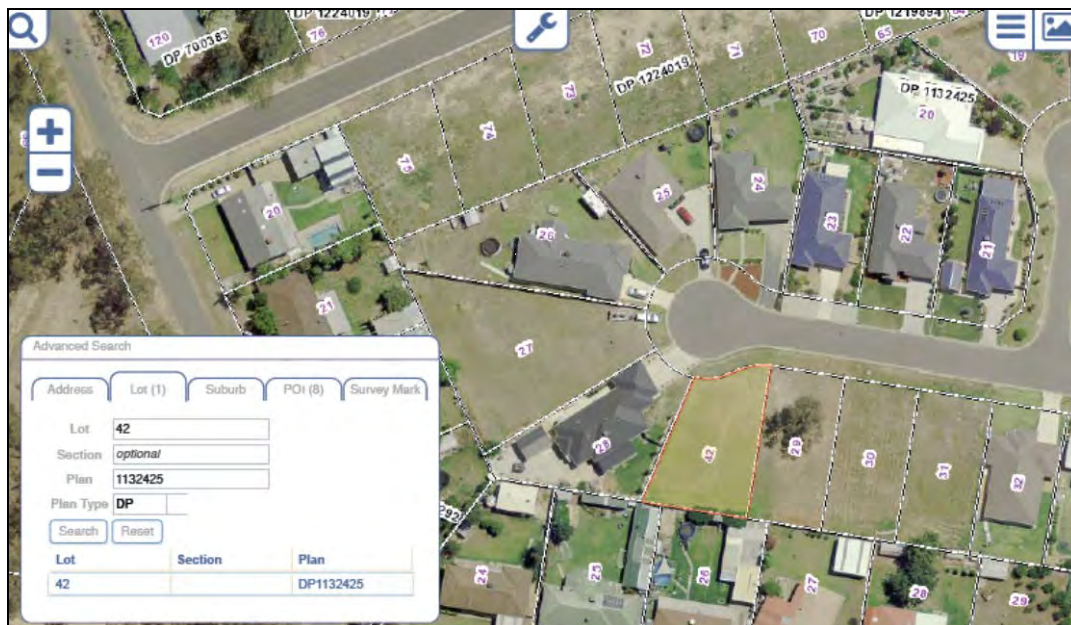 DP 1224019
DP 1219894
120
DP 700383
76
72
71
70
63
19
DP 1224019
73
DP 1132425
20
74
75
25
24
23
22
21
20
26
21
27
42
29
30
31
32
28
24
25
26
27
28
29
Advanced Search
Address
Lot (1)
Suburb
POI (8)
Survey Mark
Lot
42
Section
optional
Plan
1132425
Plan Type
DP
Search
Reset
Lot Section Plan
42 DP1132425